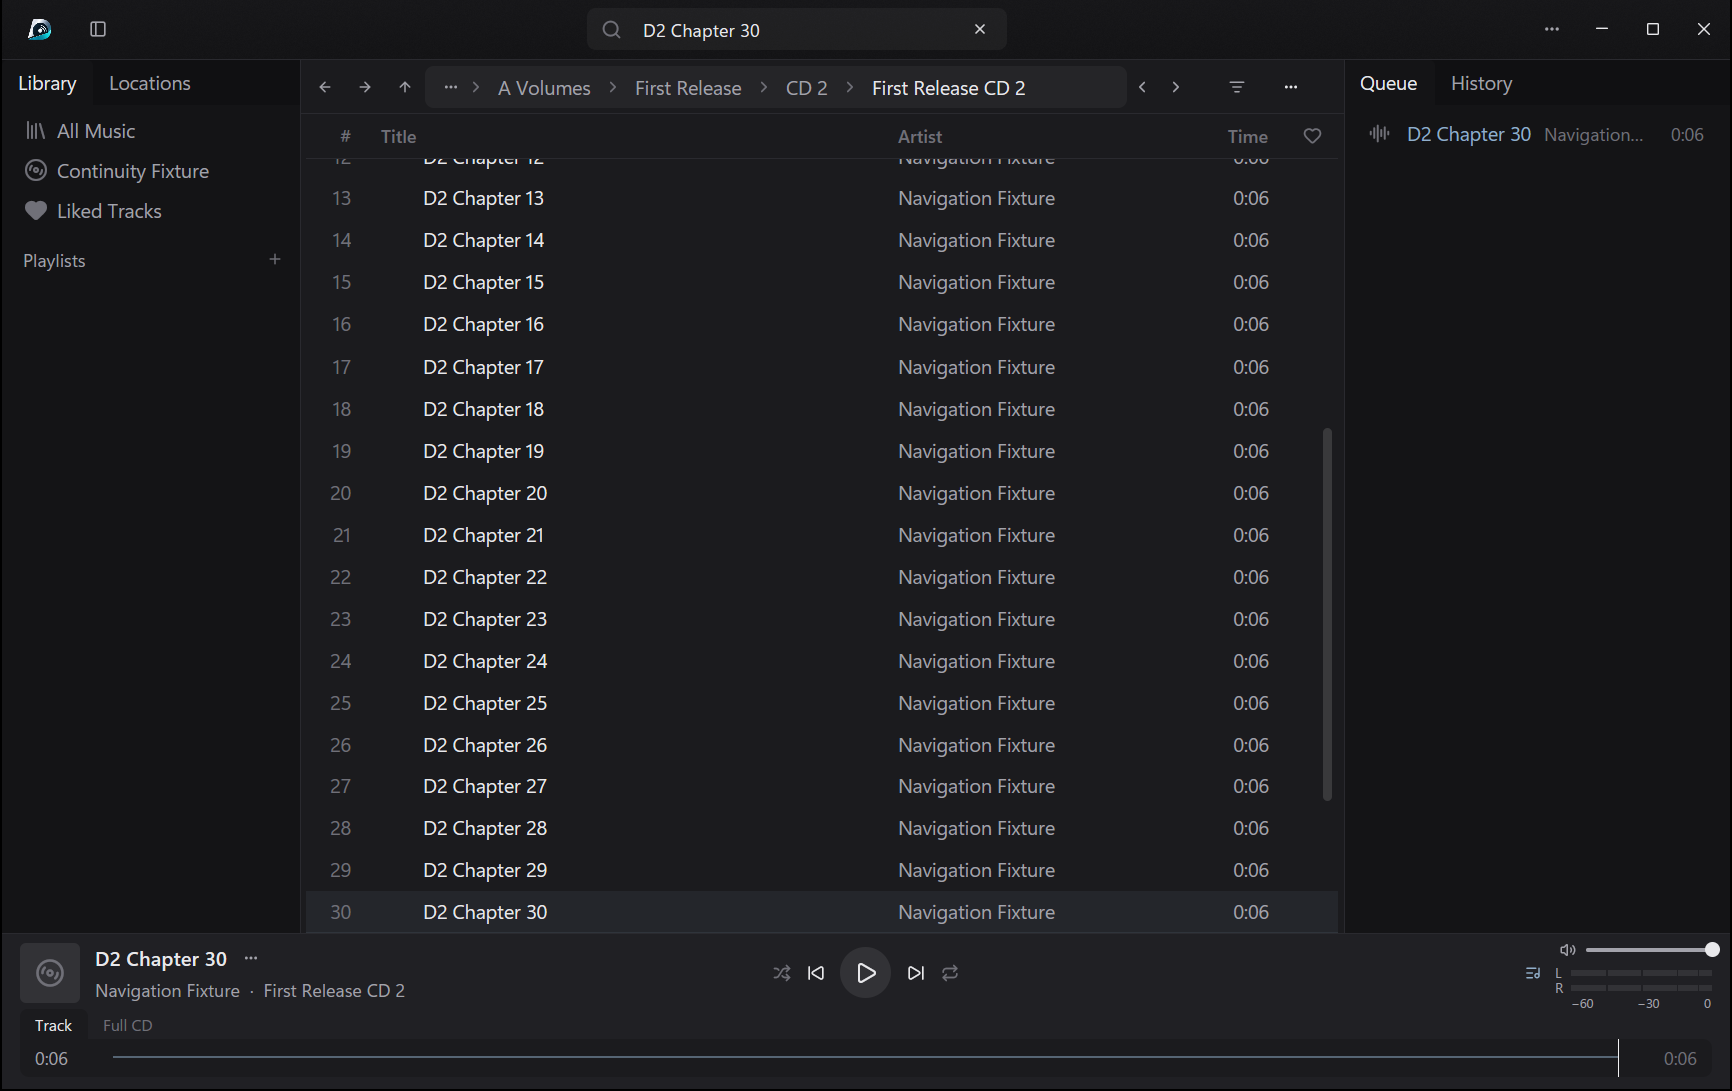 D2 Chapter 30
Library
Locations
All Music
Continuity Fixture
Liked Tracks
Playlists
A Volumes
First Release
CD 2
First Release CD 2
# Title Artist Time
12 D2 Chapter 12 Navigation Fixture 0:06
13 D2 Chapter 13 Navigation Fixture 0:06
14 D2 Chapter 14 Navigation Fixture 0:06
15 D2 Chapter 15 Navigation Fixture 0:06
16 D2 Chapter 16 Navigation Fixture 0:06
17 D2 Chapter 17 Navigation Fixture 0:06
18 D2 Chapter 18 Navigation Fixture 0:06
19 D2 Chapter 19 Navigation Fixture 0:06
20 D2 Chapter 20 Navigation Fixture 0:06
21 D2 Chapter 21 Navigation Fixture 0:06
22 D2 Chapter 22 Navigation Fixture 0:06
23 D2 Chapter 23 Navigation Fixture 0:06
24 D2 Chapter 24 Navigation Fixture 0:06
25 D2 Chapter 25 Navigation Fixture 0:06
26 D2 Chapter 26 Navigation Fixture 0:06
27 D2 Chapter 27 Navigation Fixture 0:06
28 D2 Chapter 28 Navigation Fixture 0:06
29 D2 Chapter 29 Navigation Fixture 0:06
30 D2 Chapter 30 Navigation Fixture 0:06
Queue
History
D2 Chapter 30 Navigation... 0:06
D2 Chapter 30 ...
Navigation Fixture · First Release CD 2
L
R
-60 -30 0
Track
Full CD
0:06
0:06